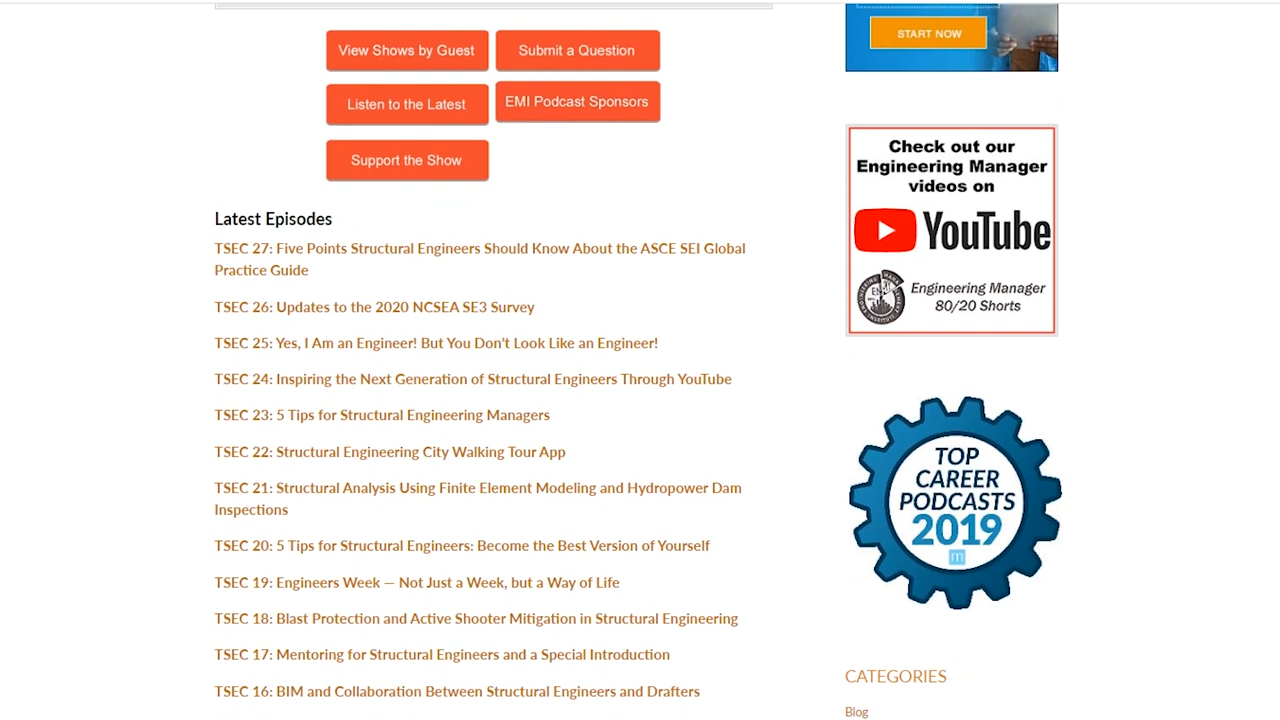 View Shows by Guest
Submit a Question
Listen to the Latest
EMI Podcast Sponsors
Support the Show
Latest Episodes
TSEC 27: Five Points Structural Engineers Should Know About the ASCE SEI Global
Practice Guide
TSEC 26: Updates to the 2020 NCSEA SE3 Survey
TSEC 25: Yes, I Am an Engineer! But You Don't Look Like an Engineer!
TSEC 24: Inspiring the Next Generation of Structural Engineers Through YouTube
TSEC 23: 5 Tips for Structural Engineering Managers
TSEC 22: Structural Engineering City Walking Tour App
TSEC 21: Structural Analysis Using Finite Element Modeling and Hydropower Dam
Inspections
TSEC 20: 5 Tips for Structural Engineers: Become the Best Version of Yourself
TSEC 19: Engineers Week — Not Just a Week, but a Way of Life
TSEC 18: Blast Protection and Active Shooter Mitigation in Structural Engineering
TSEC 17: Mentoring for Structural Engineers and a Special Introduction
TSEC 16: BIM and Collaboration Between Structural Engineers and Drafters
START NOW
Check out our
Engineering Manager
videos on
YouTube
Engineering Manager
80/20 Shorts
TOP
CAREER
PODCASTS
2019
m
CATEGORIES
Blog